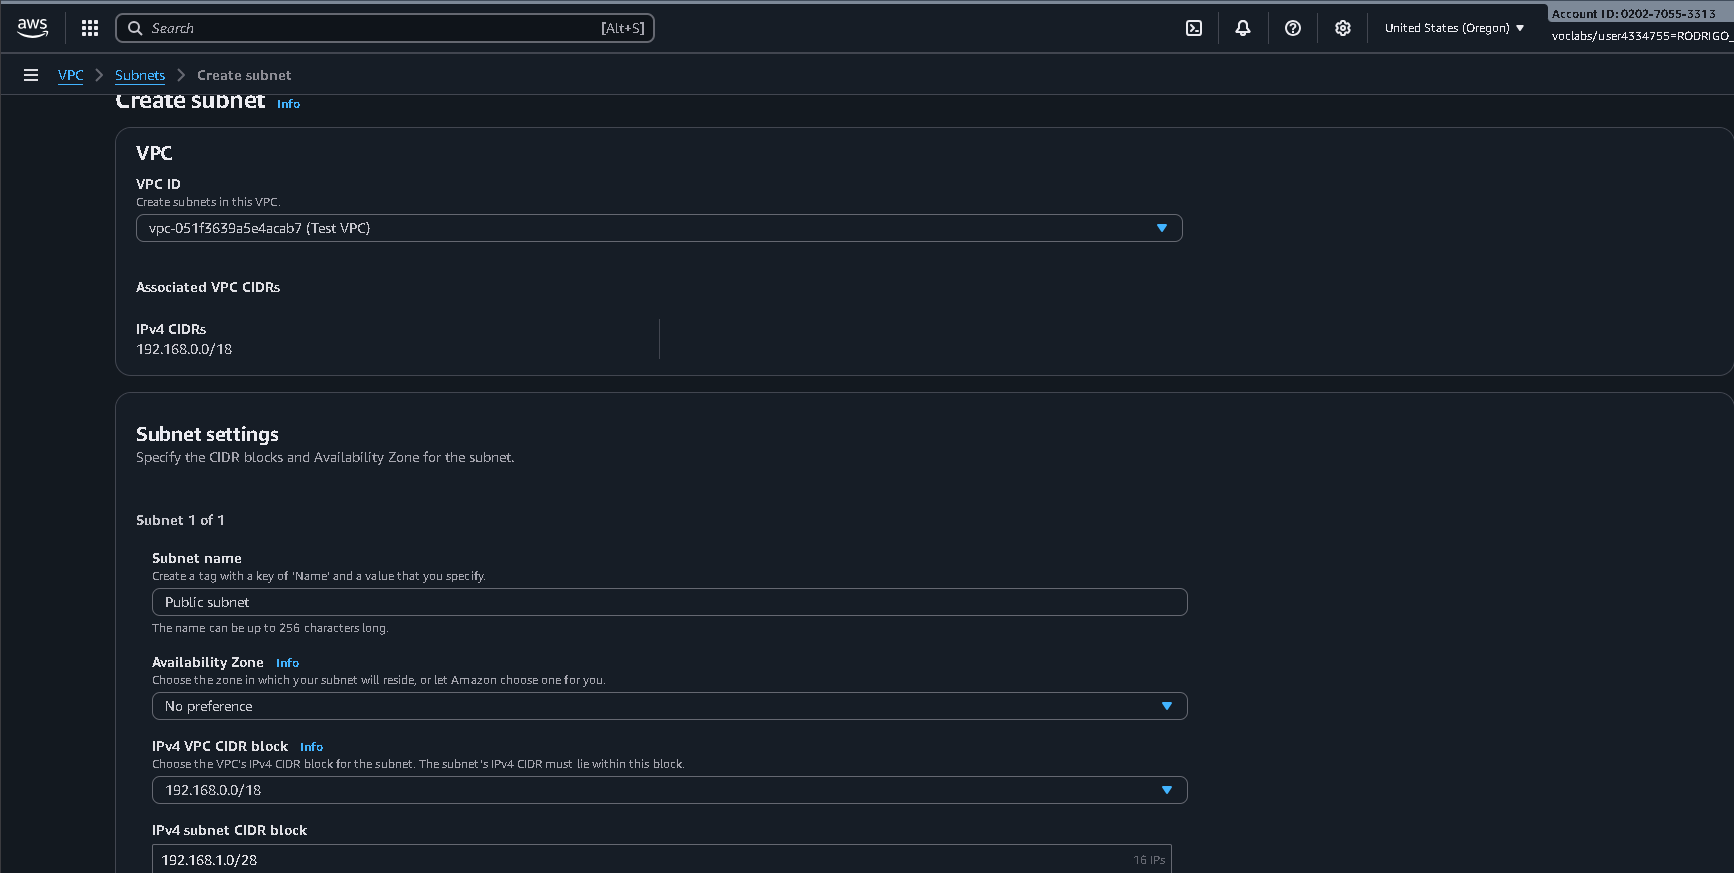 aws
Search [Alt+S]
United States (Oregon)
Account ID: 0202-7055-3313
voclabs/user4334755=RODRIGO_
VPC > Subnets > Create subnet
Create subnet Info
VPC
VPC ID
Create subnets in this VPC.
vpc-051f3639a5e4acab7 (Test VPC)
Associated VPC CIDRs
IPv4 CIDRs
192.168.0.0/18
Subnet settings
Specify the CIDR blocks and Availability Zone for the subnet.
Subnet 1 of 1
Subnet name
Create a tag with a key of 'Name' and a value that you specify.
Public subnet
The name can be up to 256 characters long.
Availability Zone Info
Choose the zone in which your subnet will reside, or let Amazon choose one for you.
No preference
IPv4 VPC CIDR block Info
Choose the VPC's IPv4 CIDR block for the subnet. The subnet's IPv4 CIDR must lie within this block.
192.168.0.0/18
IPv4 subnet CIDR block
192.168.1.0/28 16 IPs